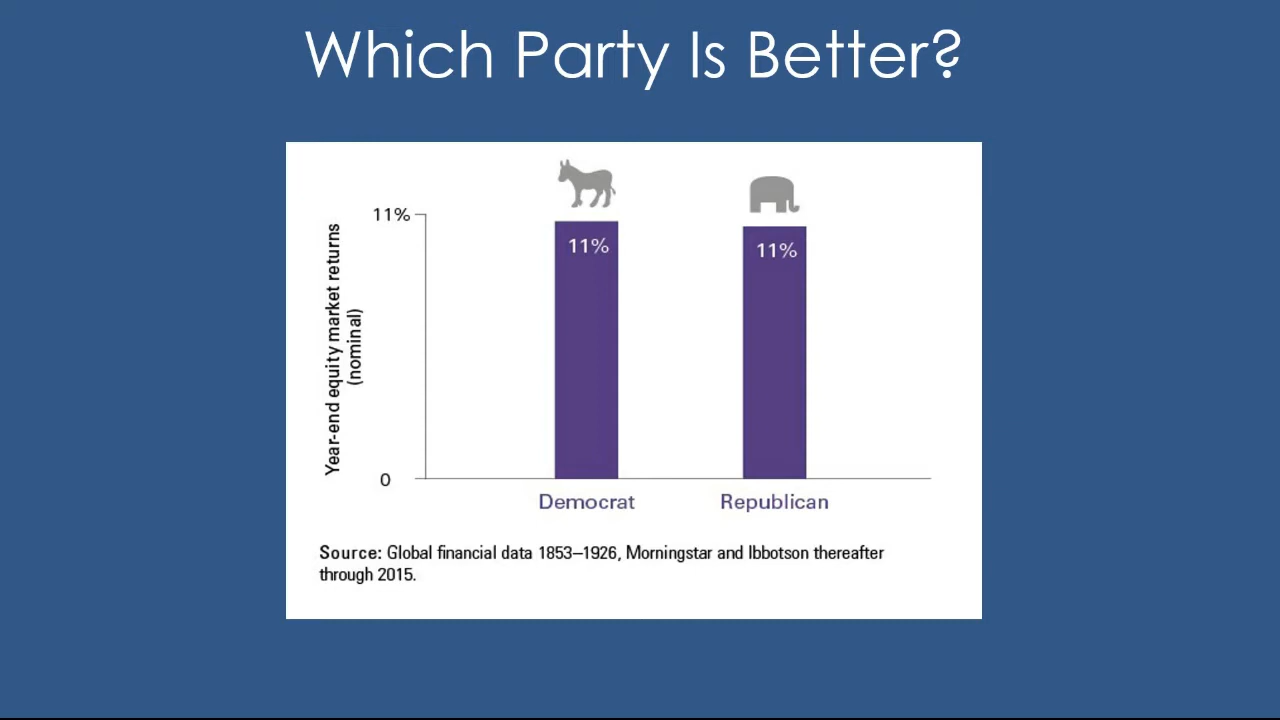 Which Party Is Better?
11%
0
Year-end equity market returns
(nominal)
11%
11%
Democrat
Republican
Source: Global financial data 1853–1926, Morningstar and Ibbotson thereafter
through 2015.